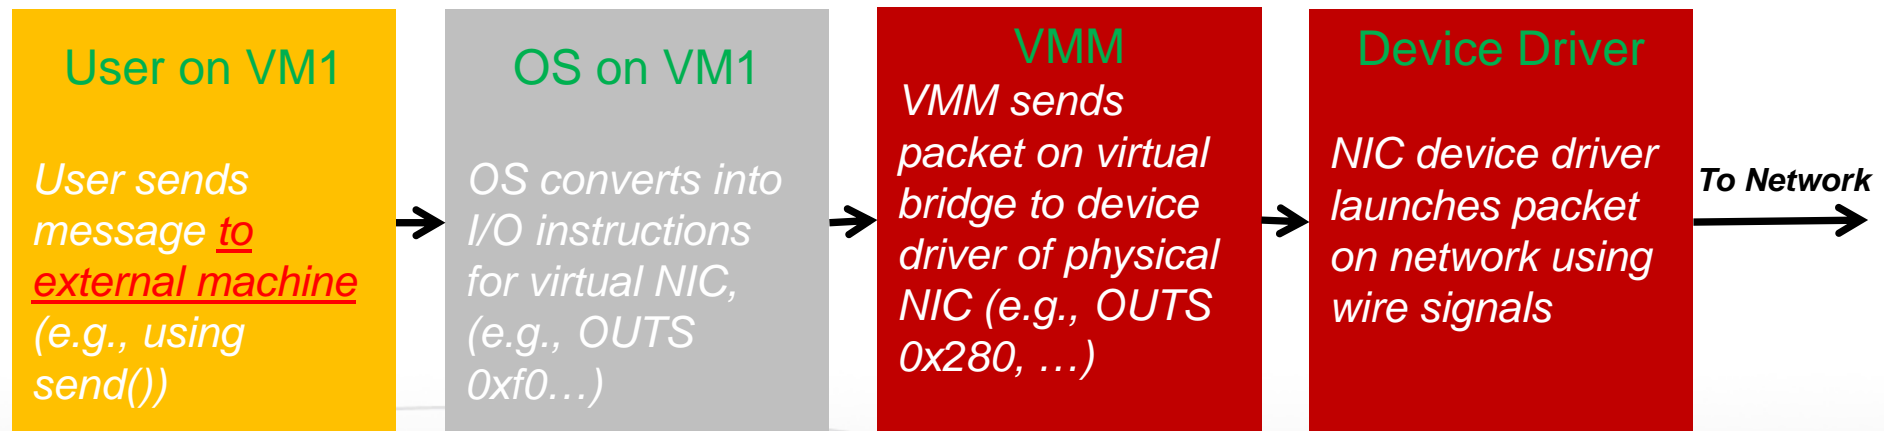 User on VM1
User sends
message to
external machine
(e.g., using
send())
OS on VM1
OS converts into
I/O instructions
for virtual NIC,
(e.g., OUTS
0xf0…)
VMM
VMM sends
packet on virtual
bridge to device
driver of physical
NIC (e.g., OUTS
0x280, …)
Device Driver
NIC device driver
launches packet
on network using
wire signals
To Network